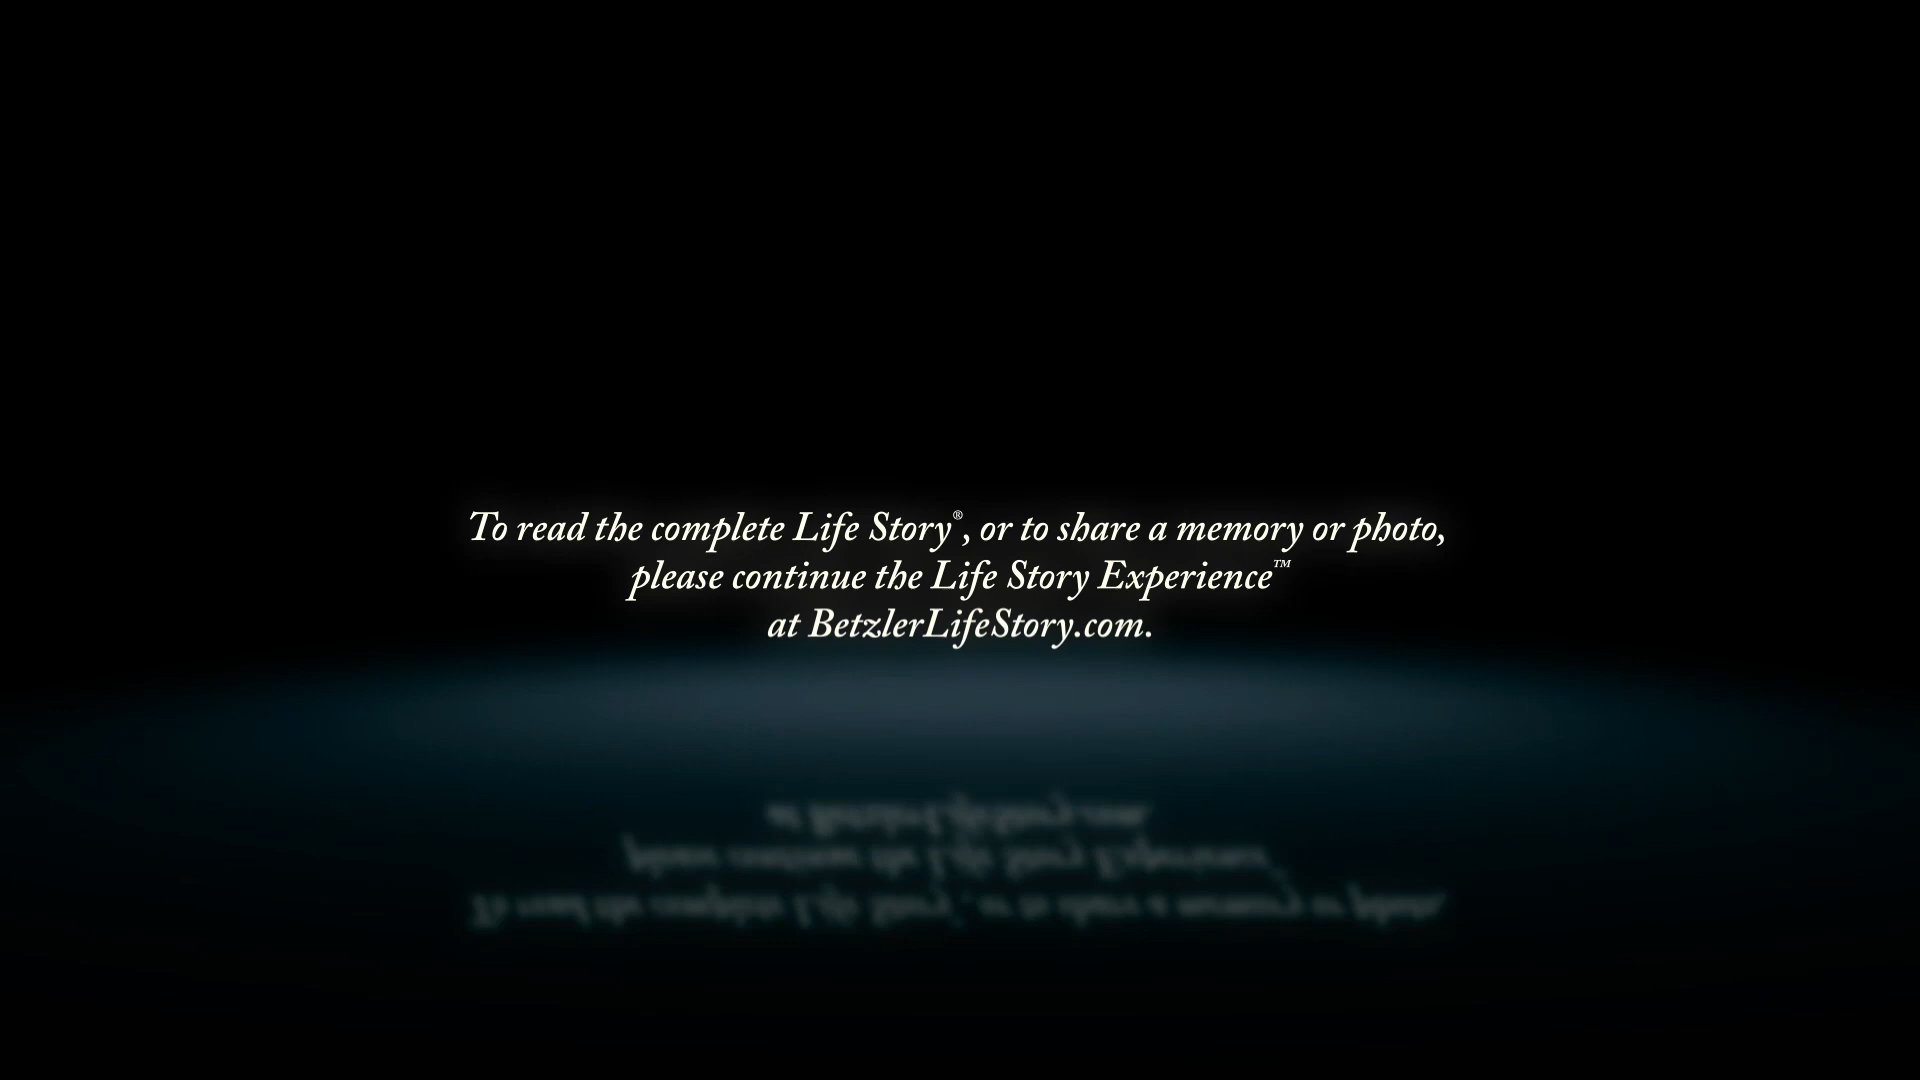 To read the complete Life Story®, or to share a memory or photo,
please continue the Life Story Experience™
at BetzlerLifeStory.com.